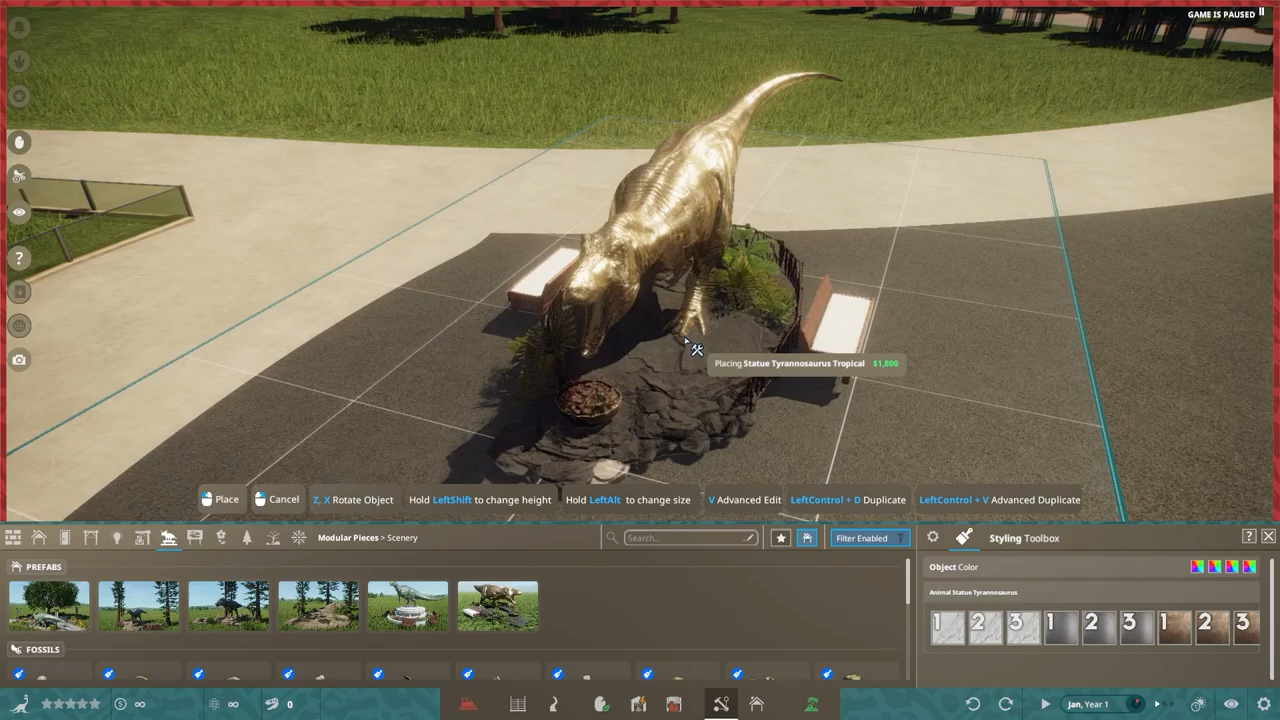 GAME IS PAUSED
?
Placing Statue Tyrannosaurus Tropical $1,800
Place
Cancel
Z, X Rotate Object
Hold LeftShift to change height
Hold LeftAlt to change size
V Advanced Edit
LeftControl + D Duplicate
LeftControl + V Advanced Duplicate
Modular Pieces > Scenery
Search...
Filter Enabled
Styling Toolbox
?
PREFABS
Object Color
Animal Statue Tyrannosaurus
1 2 3 1 2 3 1 2 3
FOSSILS
$ ∞
∞
0
Jan, Year 1